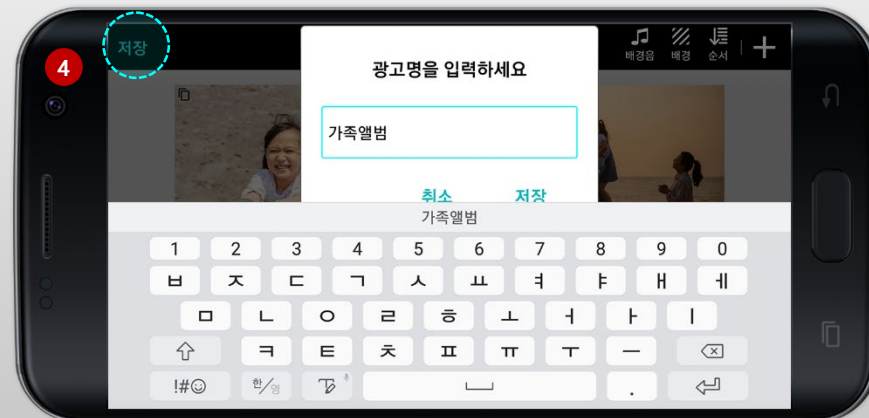 4
저장
배경음 배경 순서
광고명을 입력하세요
가족앨범
취소 저장
가족앨범
1 2 3 4 5 6 7 8 9 0
ㅂ ㅈ ㄷ ㄱ ㅅ ㅛ ㅕ ㅑ ㅐ ㅔ
ㅁ ㄴ ㅇ ㄹ ㅎ ㅗ ㅓ ㅏ ㅣ
ㅋ ㅌ ㅊ ㅍ ㅠ ㅜ ㅡ
!#☺ 한/영 .